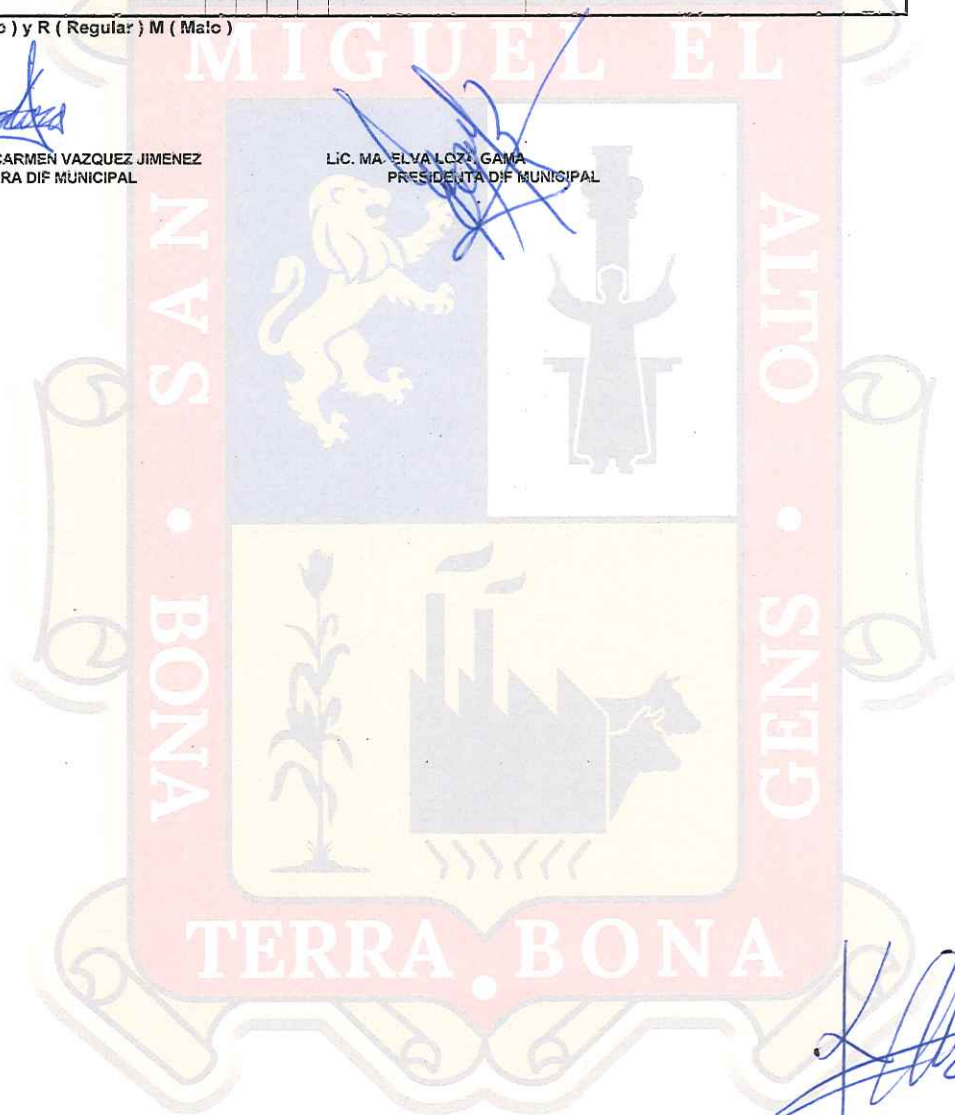 o ) y R ( Regular ) M ( Malo )
CARMEN VAZQUEZ JIMENEZ
RA DIF MUNICIPAL
LIC. MA. ELVA LOZA GAMA
PRESIDENTA DIF MUNICIPAL
MIGUEL EL
SAN
ALTO
BONA
GENS
TERRA BONA